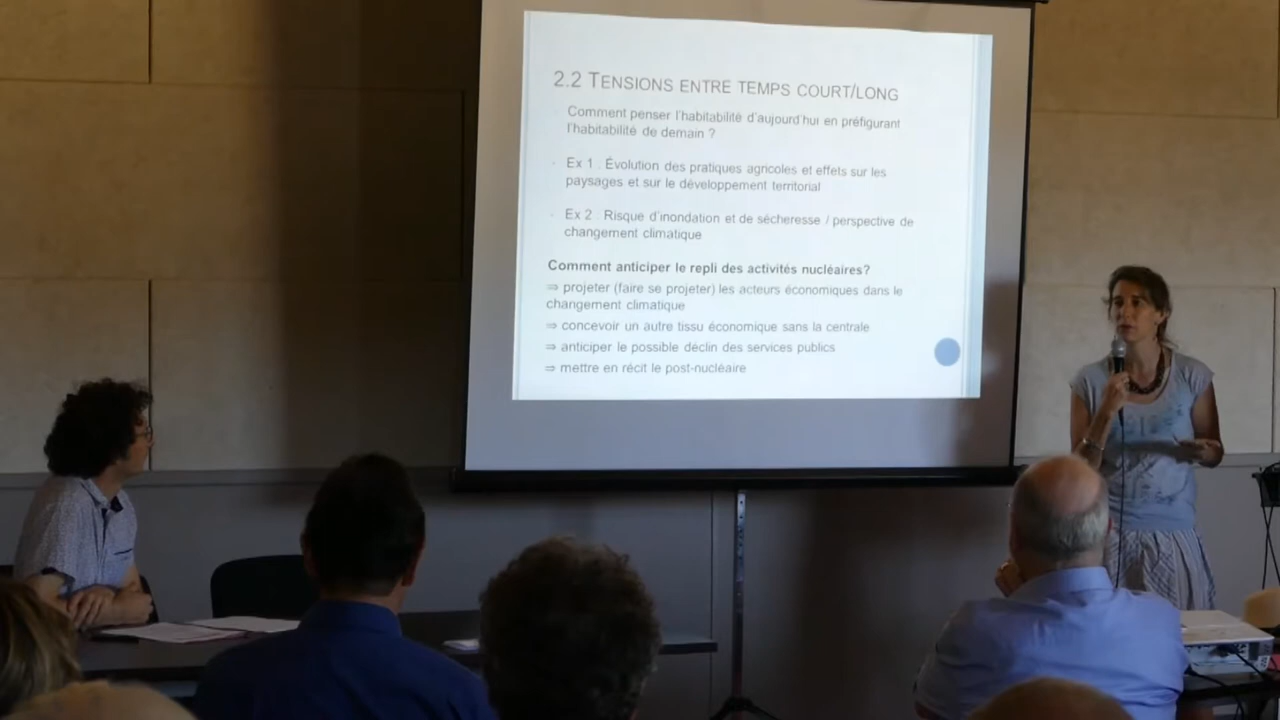 2.2 TENSIONS ENTRE TEMPS COURT/LONG
Comment penser l'habitabilité d'aujourd'hui en préfigurant
l'habitabilité de demain ?
Ex 1 : Évolution des pratiques agricoles et effets sur les
paysages et sur le développement territorial
Ex 2 : Risque d'inondation et de sécheresse / perspective de
changement climatique
Comment anticiper le repli des activités nucléaires?
⇒ projeter (faire se projeter) les acteurs économiques dans le
changement climatique
⇒ concevoir un autre tissu économique sans la centrale
⇒ anticiper le possible déclin des services publics
⇒ mettre en récit le post-nucléaire